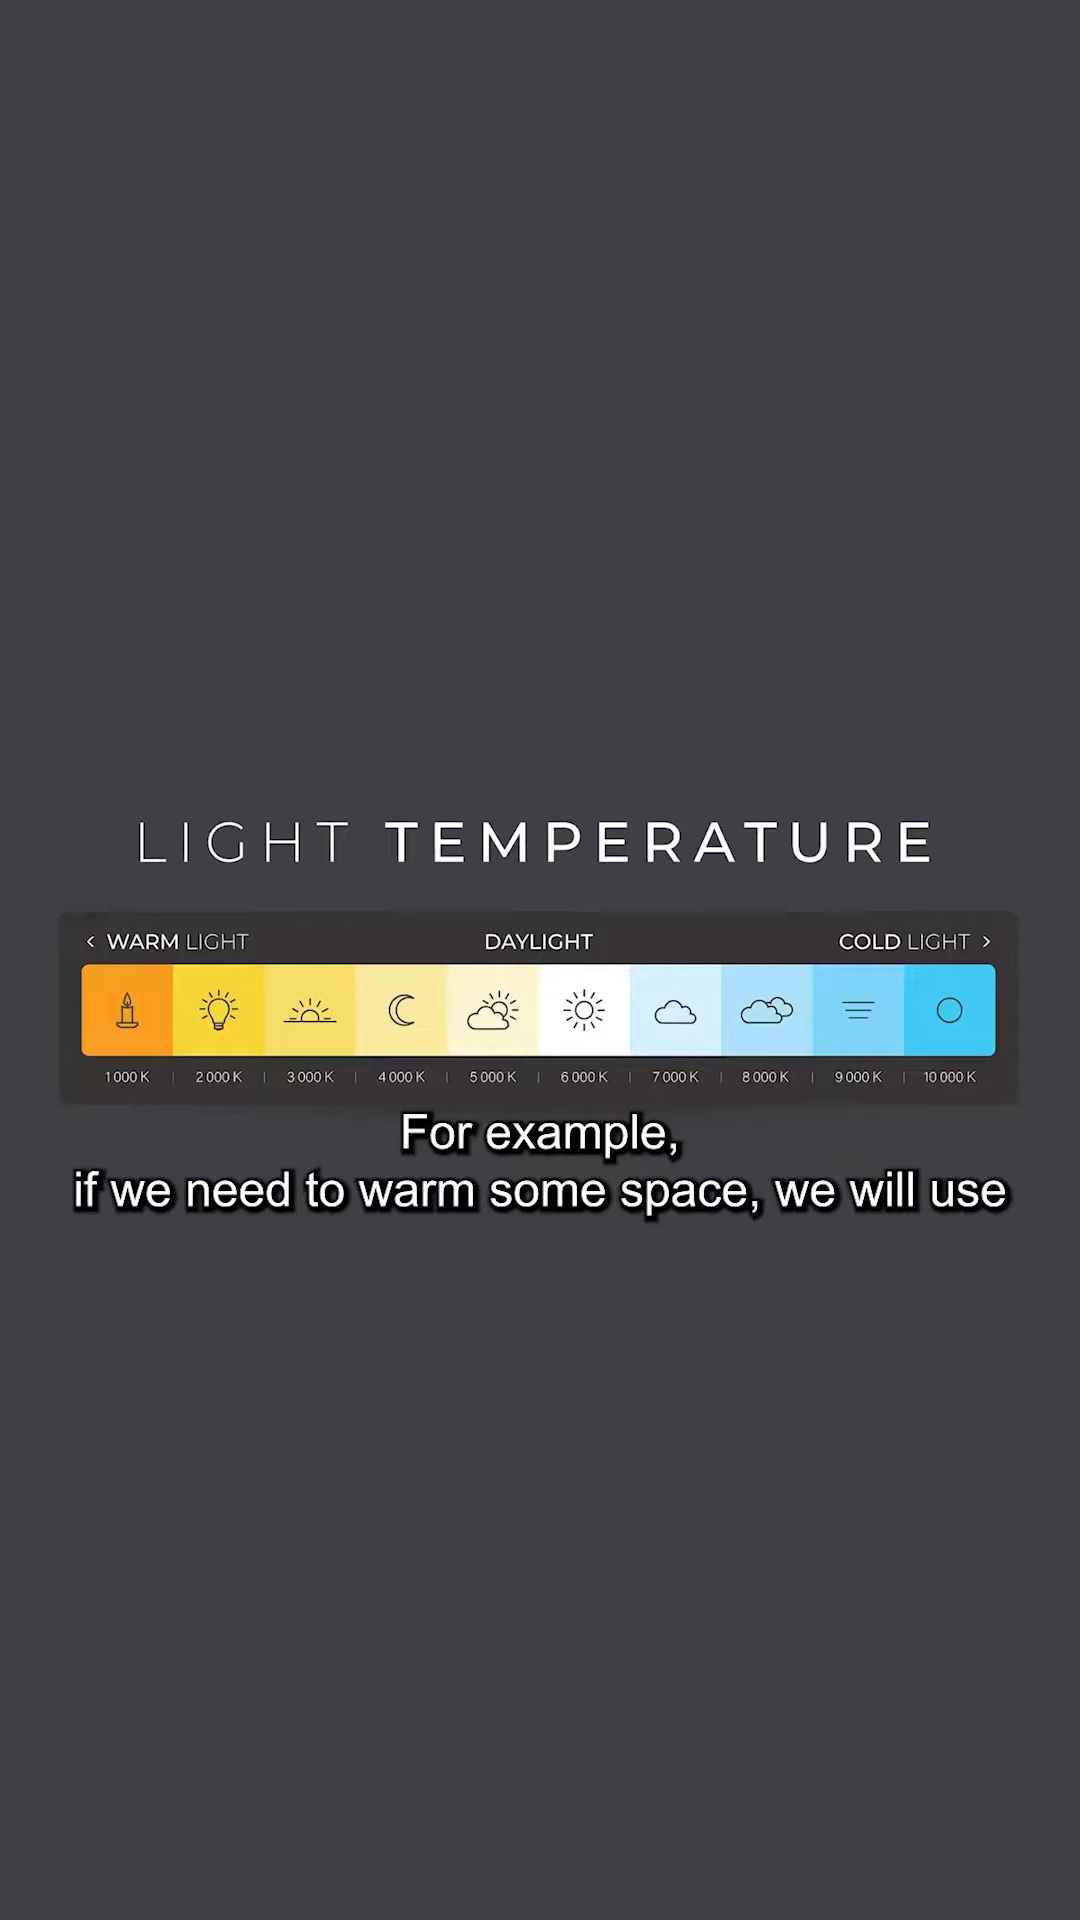 LIGHT TEMPERATURE
< WARM LIGHT DAYLIGHT COLD LIGHT >
1 000 K | 2 000 K | 3 000 K | 4 000 K | 5 000 K | 6 000 K | 7 000 K | 8 000 K | 9 000 K | 10 000 K
For example,
if we need to warm some space, we will use